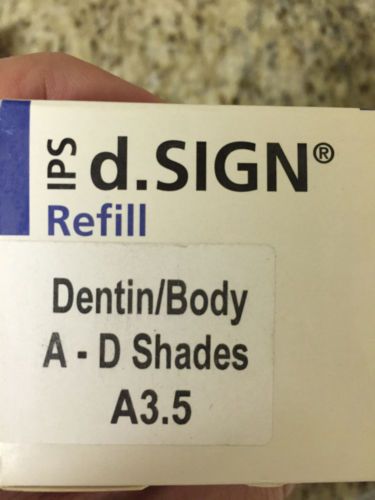 IPS d.SIGN®
Refill
Dentin/Body
A - D Shades
A3.5